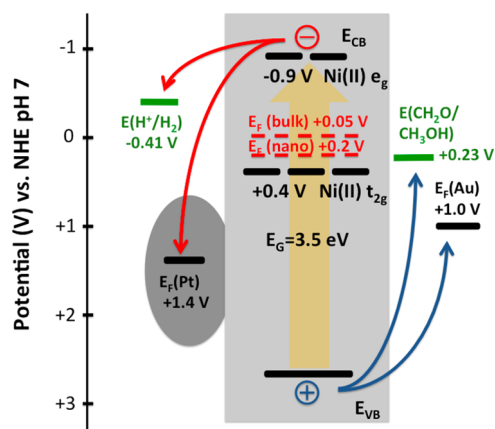 Potential (V) vs. NHE pH 7
-1
0
+1
+2
+3
E(H⁺/H₂)
-0.41 V
E_F(Pt)
+1.4 V
⊖
E_CB
-0.9 V Ni(II) e_g
E_F (bulk) +0.05 V
E_F (nano) +0.2 V
+0.4 V Ni(II) t_2g
E_G=3.5 eV
⊕
E_VB
E(CH₂O/
CH₃OH)
+0.23 V
E_F(Au)
+1.0 V